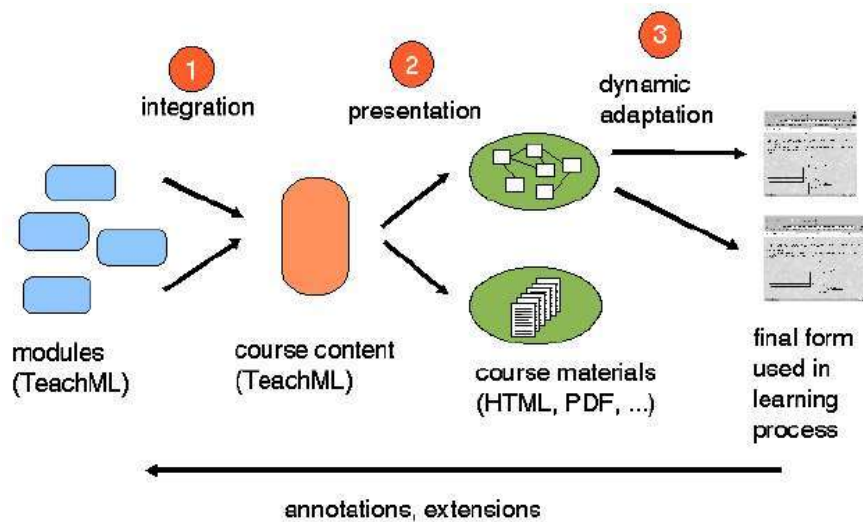 1
integration
2
presentation
3
dynamic
adaptation
modules
(TeachML)
course content
(TeachML)
course materials
(HTML, PDF, ...)
final form
used in
learning
process
annotations, extensions